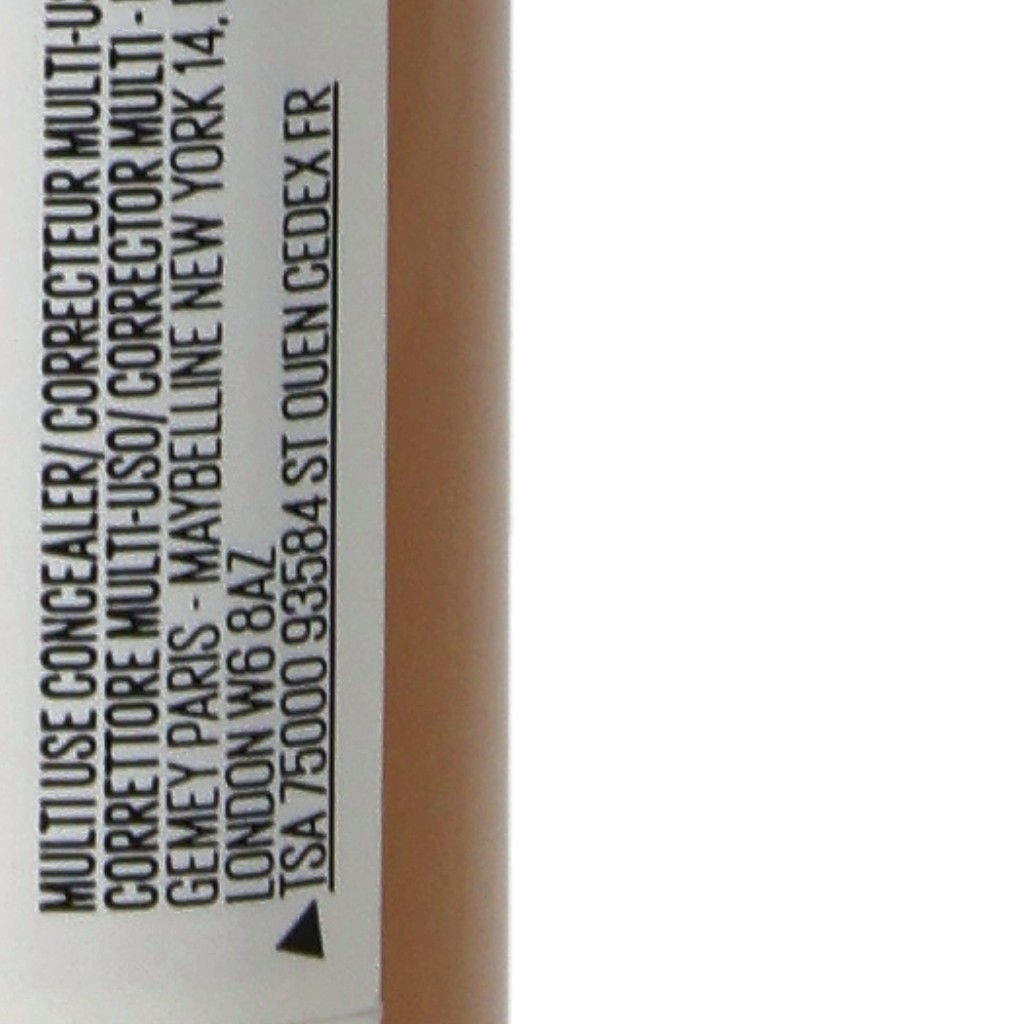 MULTI USE CONCEALER/ CORRECTEUR MULTI-US
CORRETTORE MULTI-USO/ CORRECTOR MULTI -
GEMEY PARIS - MAYBELLINE NEW YORK 14,
LONDON W6 8AZ
TSA 75000 93584 ST OUEN CEDEX FR